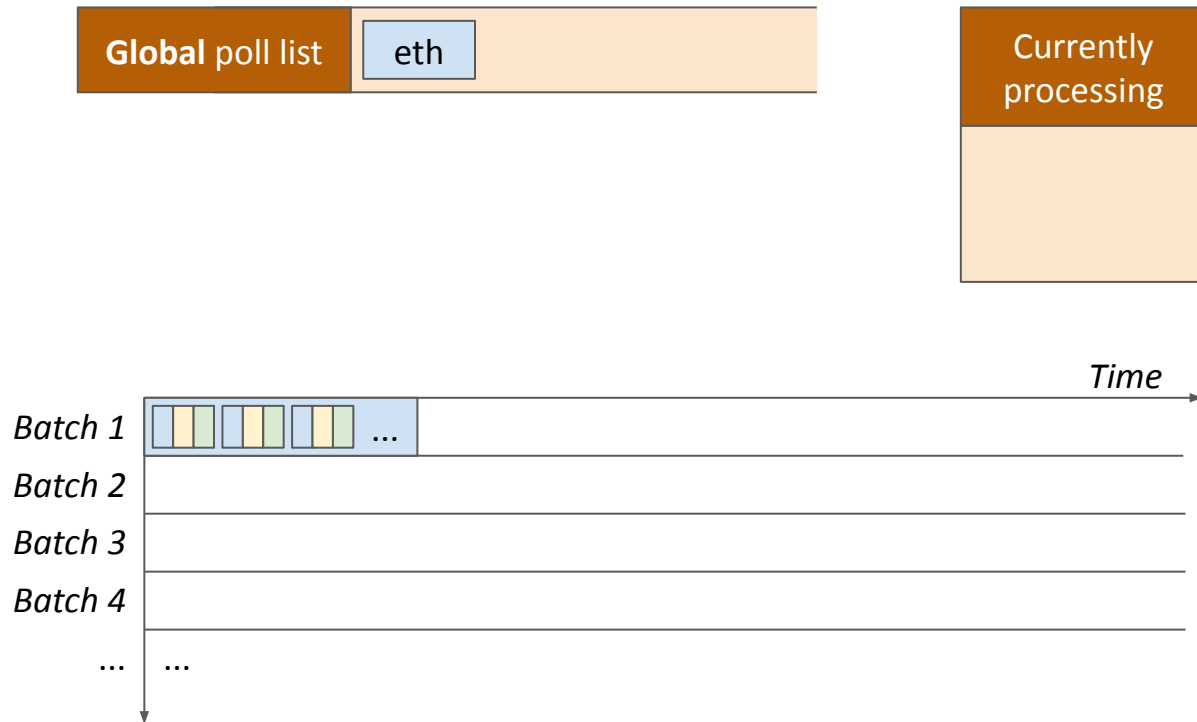 Global poll list
eth
Currently
processing
Time
Batch 1
...
Batch 2
Batch 3
Batch 4
... ...